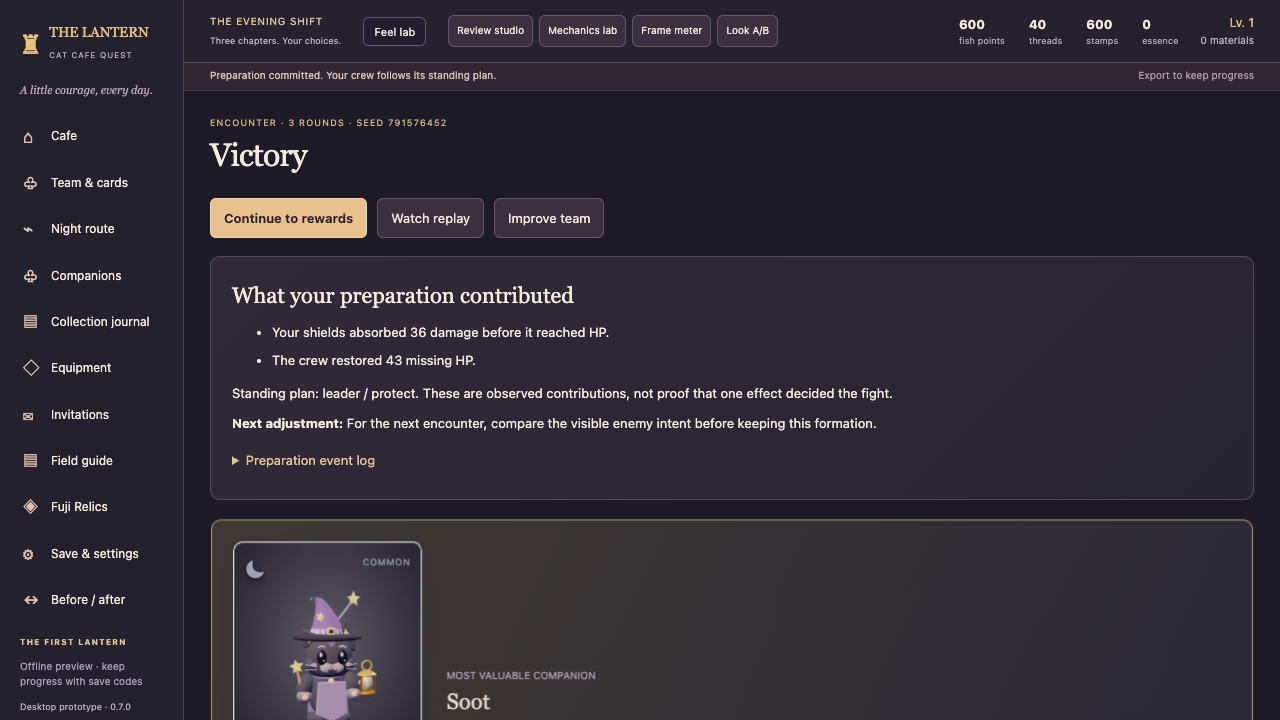 THE LANTERN
CAT CAFE QUEST
A little courage, every day.
Cafe
Team & cards
Night route
Companions
Collection journal
Equipment
Invitations
Field guide
Fuji Relics
Save & settings
Before / after
THE FIRST LANTERN
Offline preview · keep
progress with save codes
Desktop prototype · 0.7.0
THE EVENING SHIFT
Three chapters. Your choices.
Feel lab
Review studio
Mechanics lab
Frame meter
Look A/B
600
fish points
40
threads
600
stamps
0
essence
Lv. 1
0 materials
Preparation committed. Your crew follows its standing plan.
Export to keep progress
ENCOUNTER · 3 ROUNDS · SEED 791576452
Victory
Continue to rewards
Watch replay
Improve team
What your preparation contributed
• Your shields absorbed 36 damage before it reached HP.
• The crew restored 43 missing HP.
Standing plan: leader / protect. These are observed contributions, not proof that one effect decided the fight.
Next adjustment: For the next encounter, compare the visible enemy intent before keeping this formation.
Preparation event log
COMMON
MOST VALUABLE COMPANION
Soot